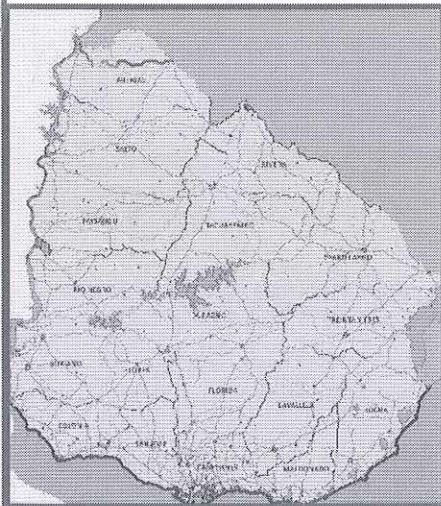 ARTIGAS
SALTO
RIVERA
PAYSANDU
TACUAREMBO
CERRO LARGO
RIO NEGRO
DURAZNO
TREINTA Y TRES
SORIANO
FLORES
FLORIDA
LAVALLEJA
ROCHA
COLONIA
SAN JOSE
CANELONES
MALDONADO